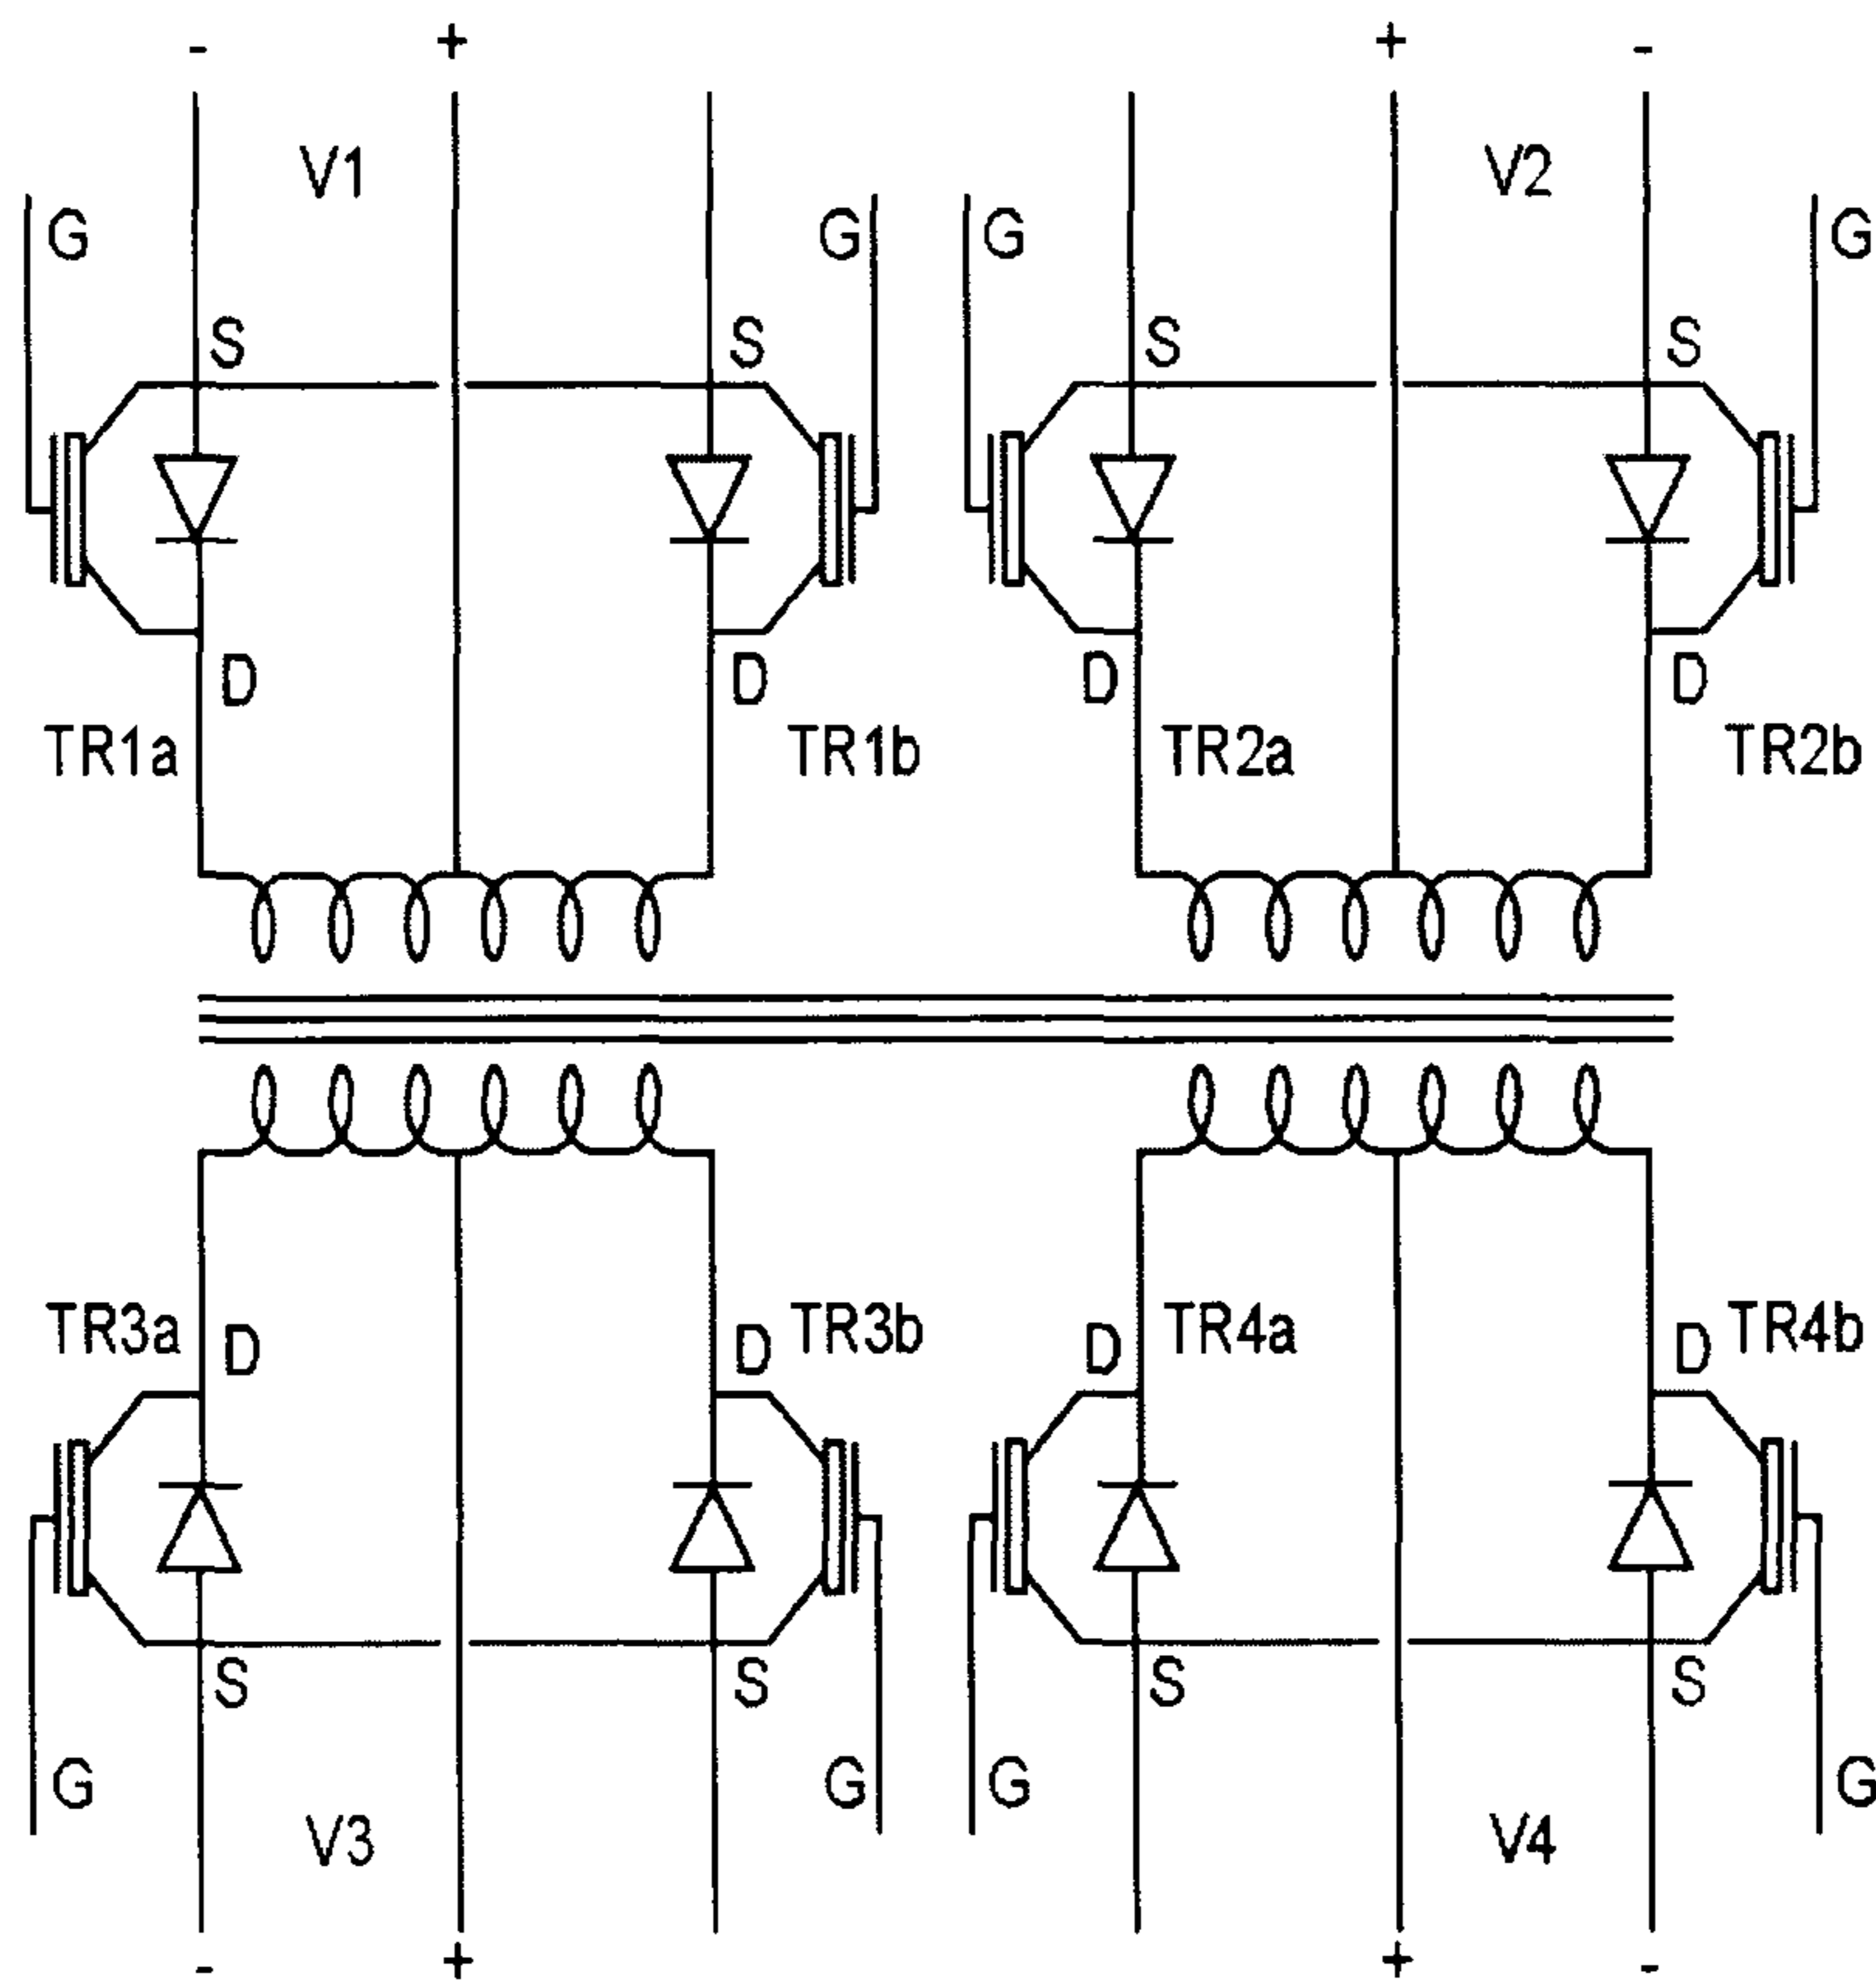 - + + -
V1 V2
G G G G
S S S S
D D D D
TR1a TR1b TR2a TR2b
TR3a D D TR3b D TR4a D TR4b
S S S S
G G G G
V3 V4
- + + -